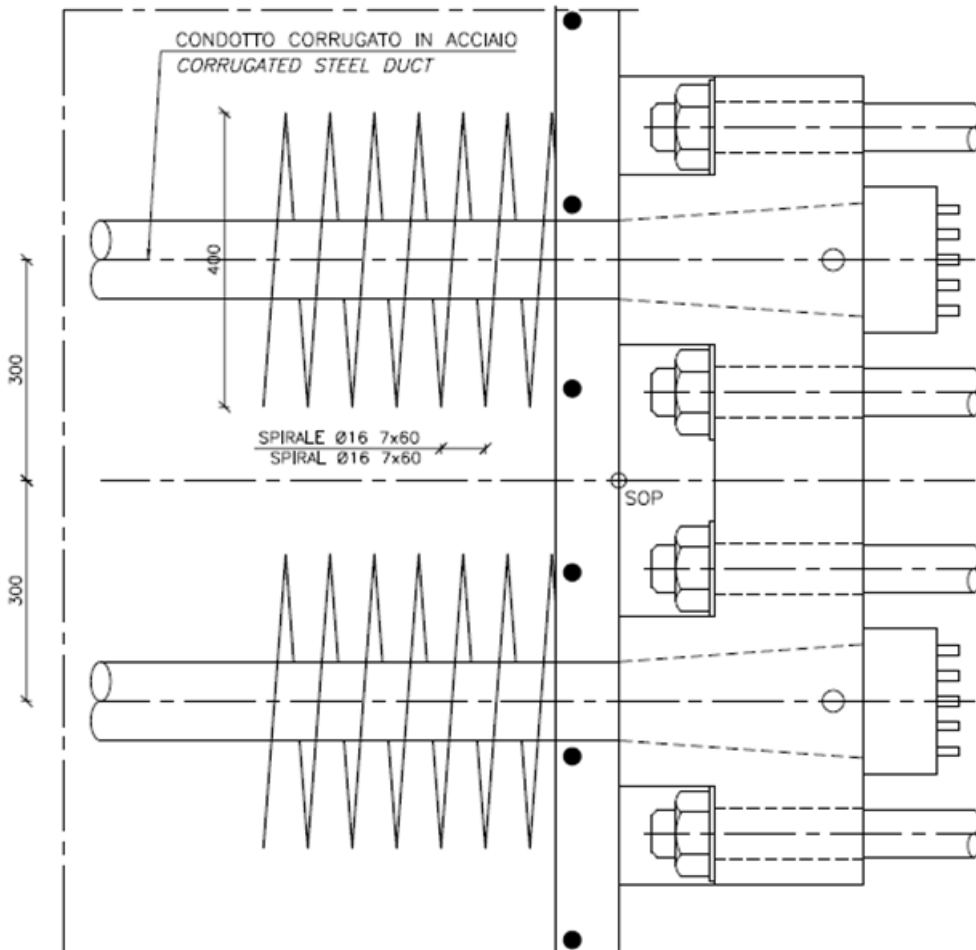 CONDOTTO CORRUGATO IN ACCIAIO
CORRUGATED STEEL DUCT
400
300
SPIRALE Ø16 7x60
SPIRAL Ø16 7x60
SOP
300